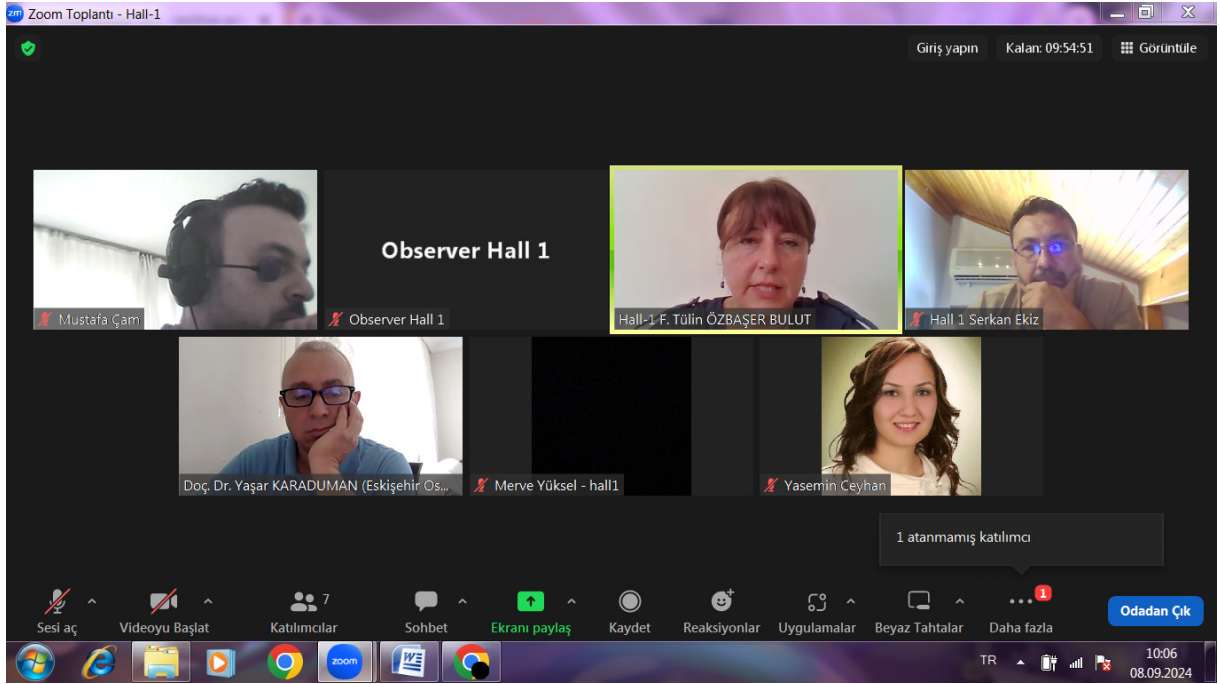 Zoom Toplantı - Hall-1
Giriş yapın
Kalan: 09:54:51
Görüntüle
Observer Hall 1
Mustafa Çam
Observer Hall 1
Hall-1 F. Tülin ÖZBAŞER BULUT
Hall 1 Serkan Ekiz
Doç. Dr. Yaşar KARADUMAN (Eskişehir Os...
Merve Yüksel - hall1
Yasemin Ceyhan
1 atanmamış katılımcı
7
1
Sesi aç
Videoyu Başlat
Katılımcılar
Sohbet
Ekranı paylaş
Kaydet
Reaksiyonlar
Uygulamalar
Beyaz Tahtalar
Daha fazla
Odadan Çık
zoom
TR
10:06
08.09.2024